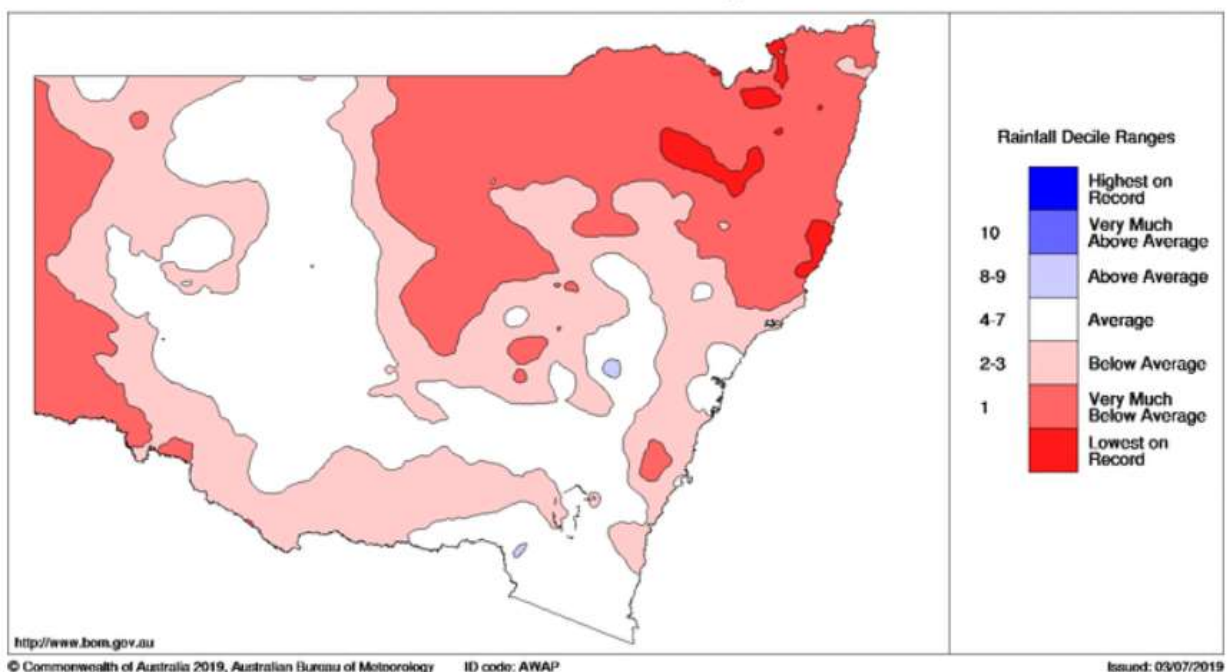 Rainfall Decile Ranges
Highest on
Record
10
Very Much
Above Average
8-9
Above Average
4-7
Average
2-3
Below Average
1
Very Much
Below Average
Lowest on
Record
http://www.bom.gov.au
© Commonwealth of Australia 2019, Australian Bureau of Meteorology ID code: AWAP Issued: 03/07/2019